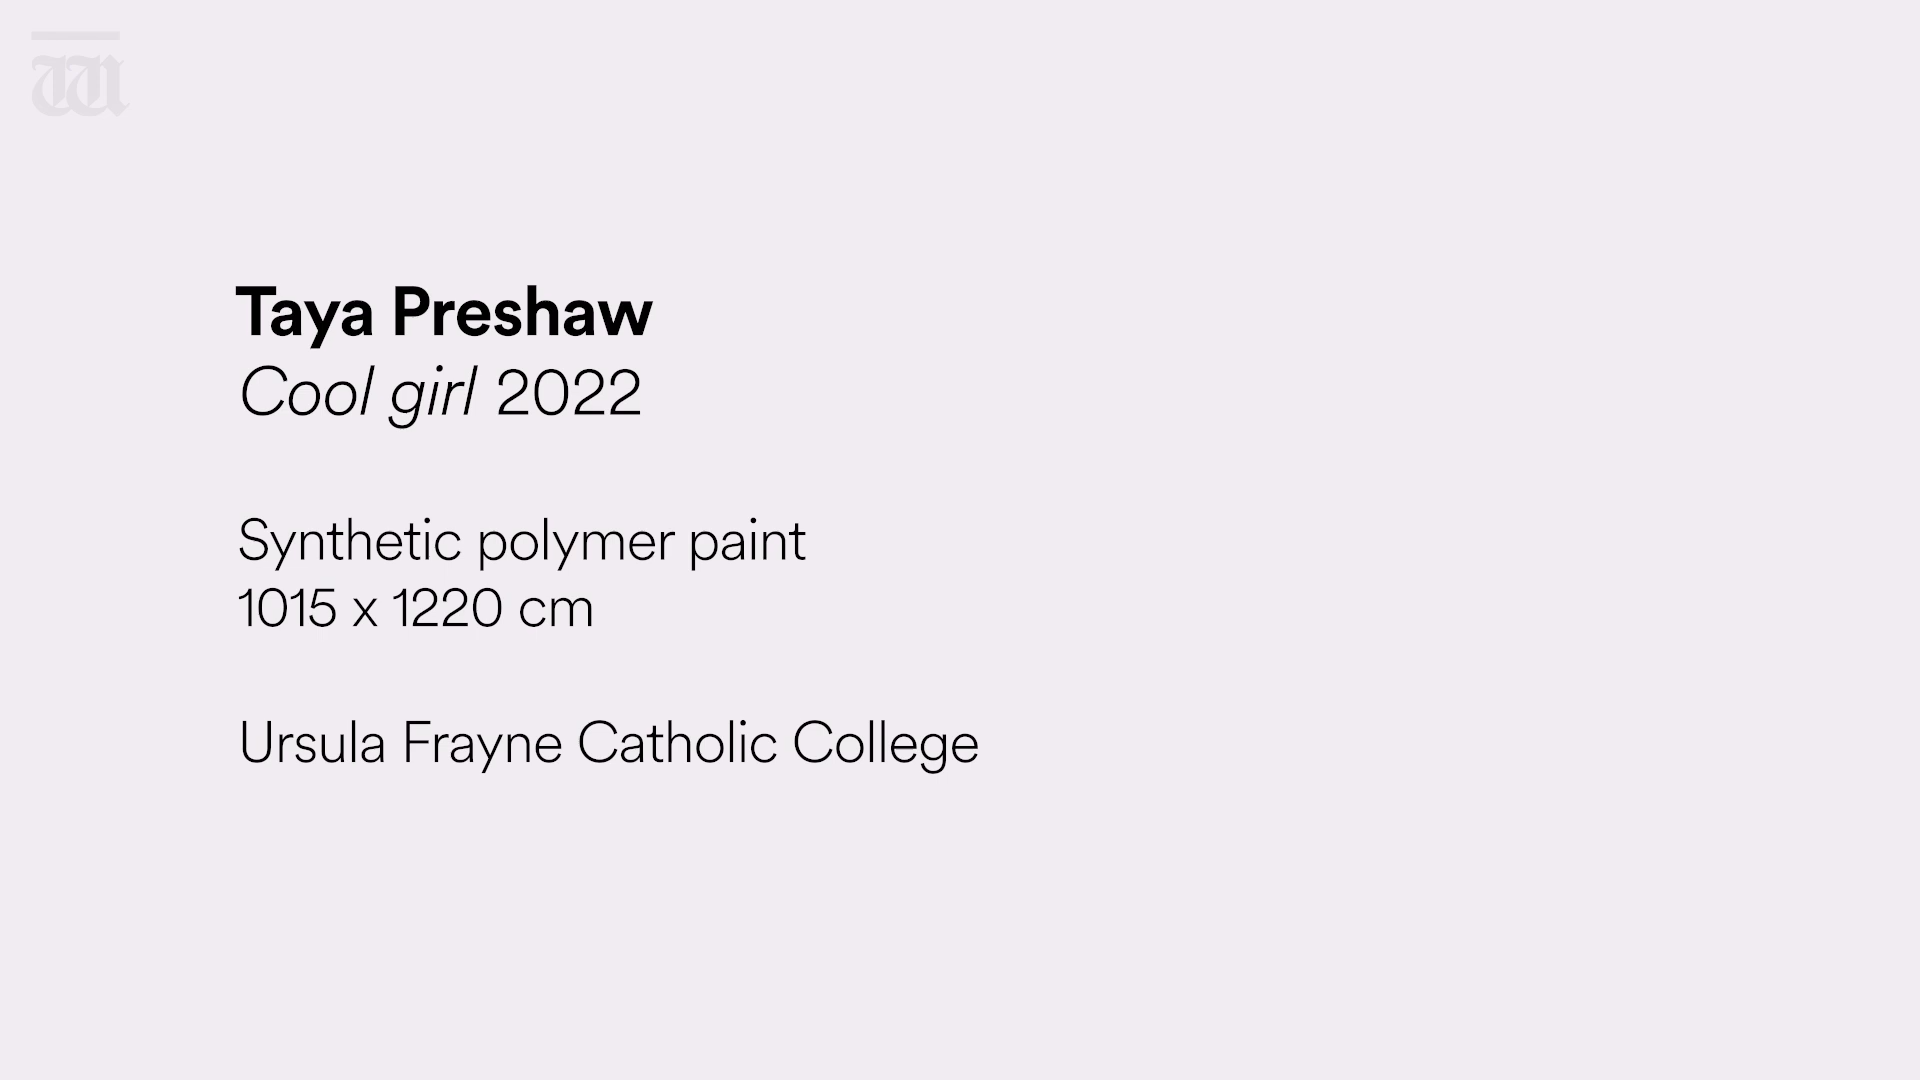 Taya Preshaw
Cool girl 2022
Synthetic polymer paint
1015 x 1220 cm
Ursula Frayne Catholic College